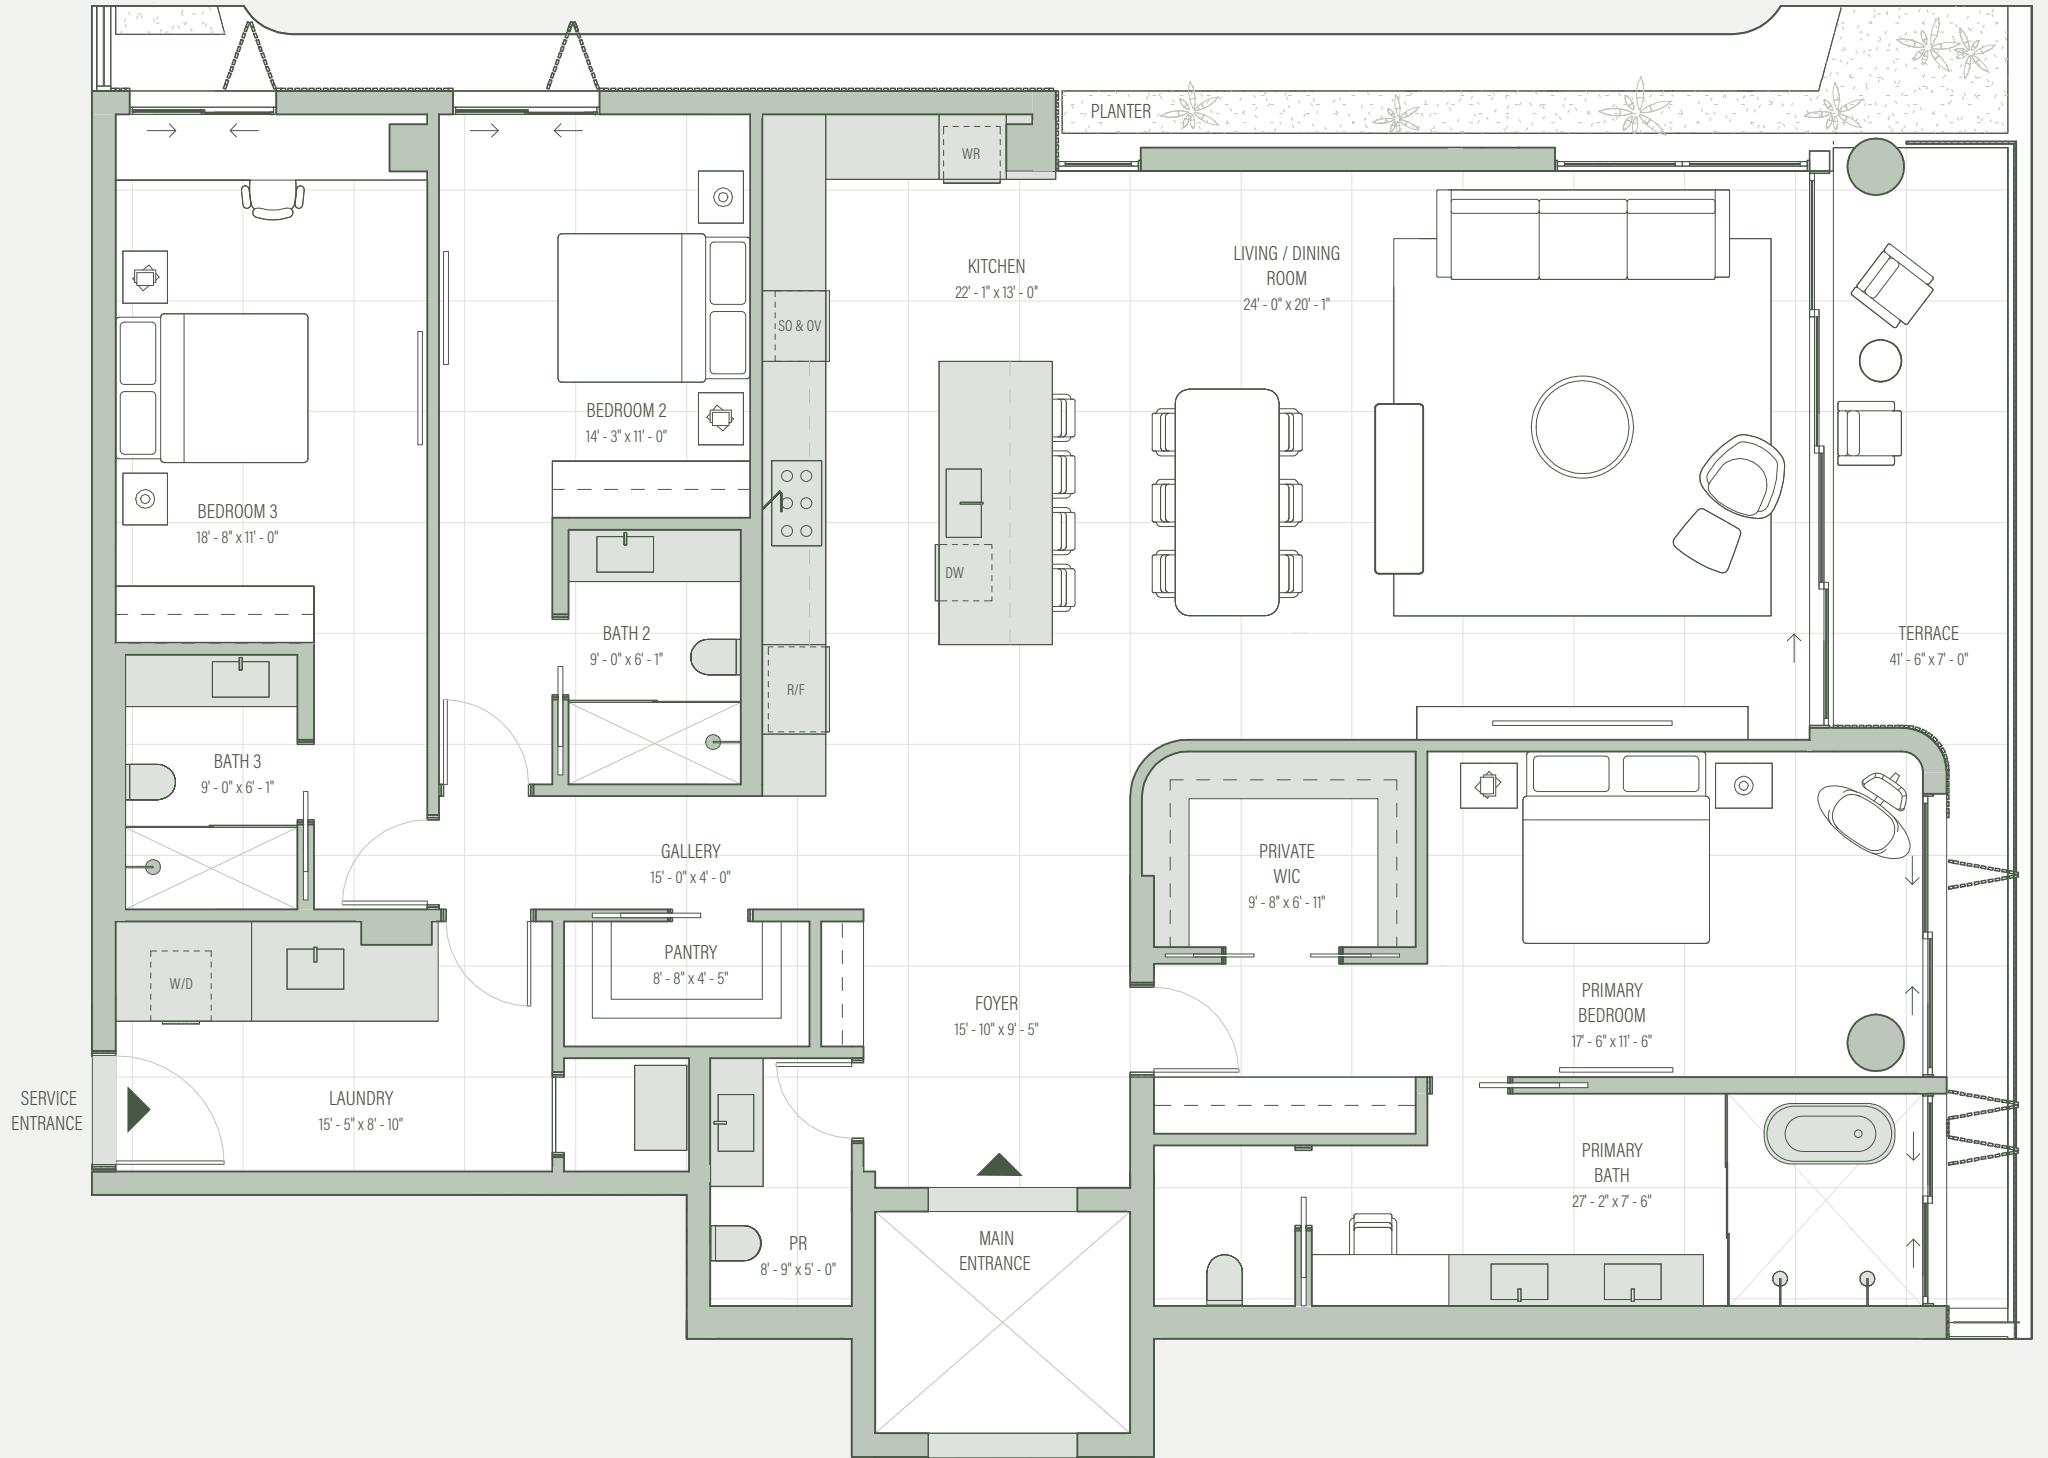 PLANTER
WR
KITCHEN
22' - 1" x 13' - 0"
LIVING / DINING
ROOM
24' - 0" x 20' - 1"
SO & OV
BEDROOM 2
14' - 3" x 11' - 0"
BEDROOM 3
18' - 8" x 11' - 0"
DW
BATH 2
9' - 0" x 6' - 1"
TERRACE
41' - 6" x 7' - 0"
R/F
BATH 3
9' - 0" x 6' - 1"
GALLERY
15' - 0" x 4' - 0"
PRIVATE
WIC
9' - 8" x 6' - 11"
PANTRY
8' - 8" x 4' - 5"
W/D
FOYER
15' - 10" x 9' - 5"
PRIMARY
BEDROOM
17' - 6" x 11' - 6"
SERVICE
ENTRANCE
LAUNDRY
15' - 5" x 8' - 10"
PRIMARY
BATH
27' - 2" x 7' - 6"
PR
8' - 9" x 5' - 0"
MAIN
ENTRANCE